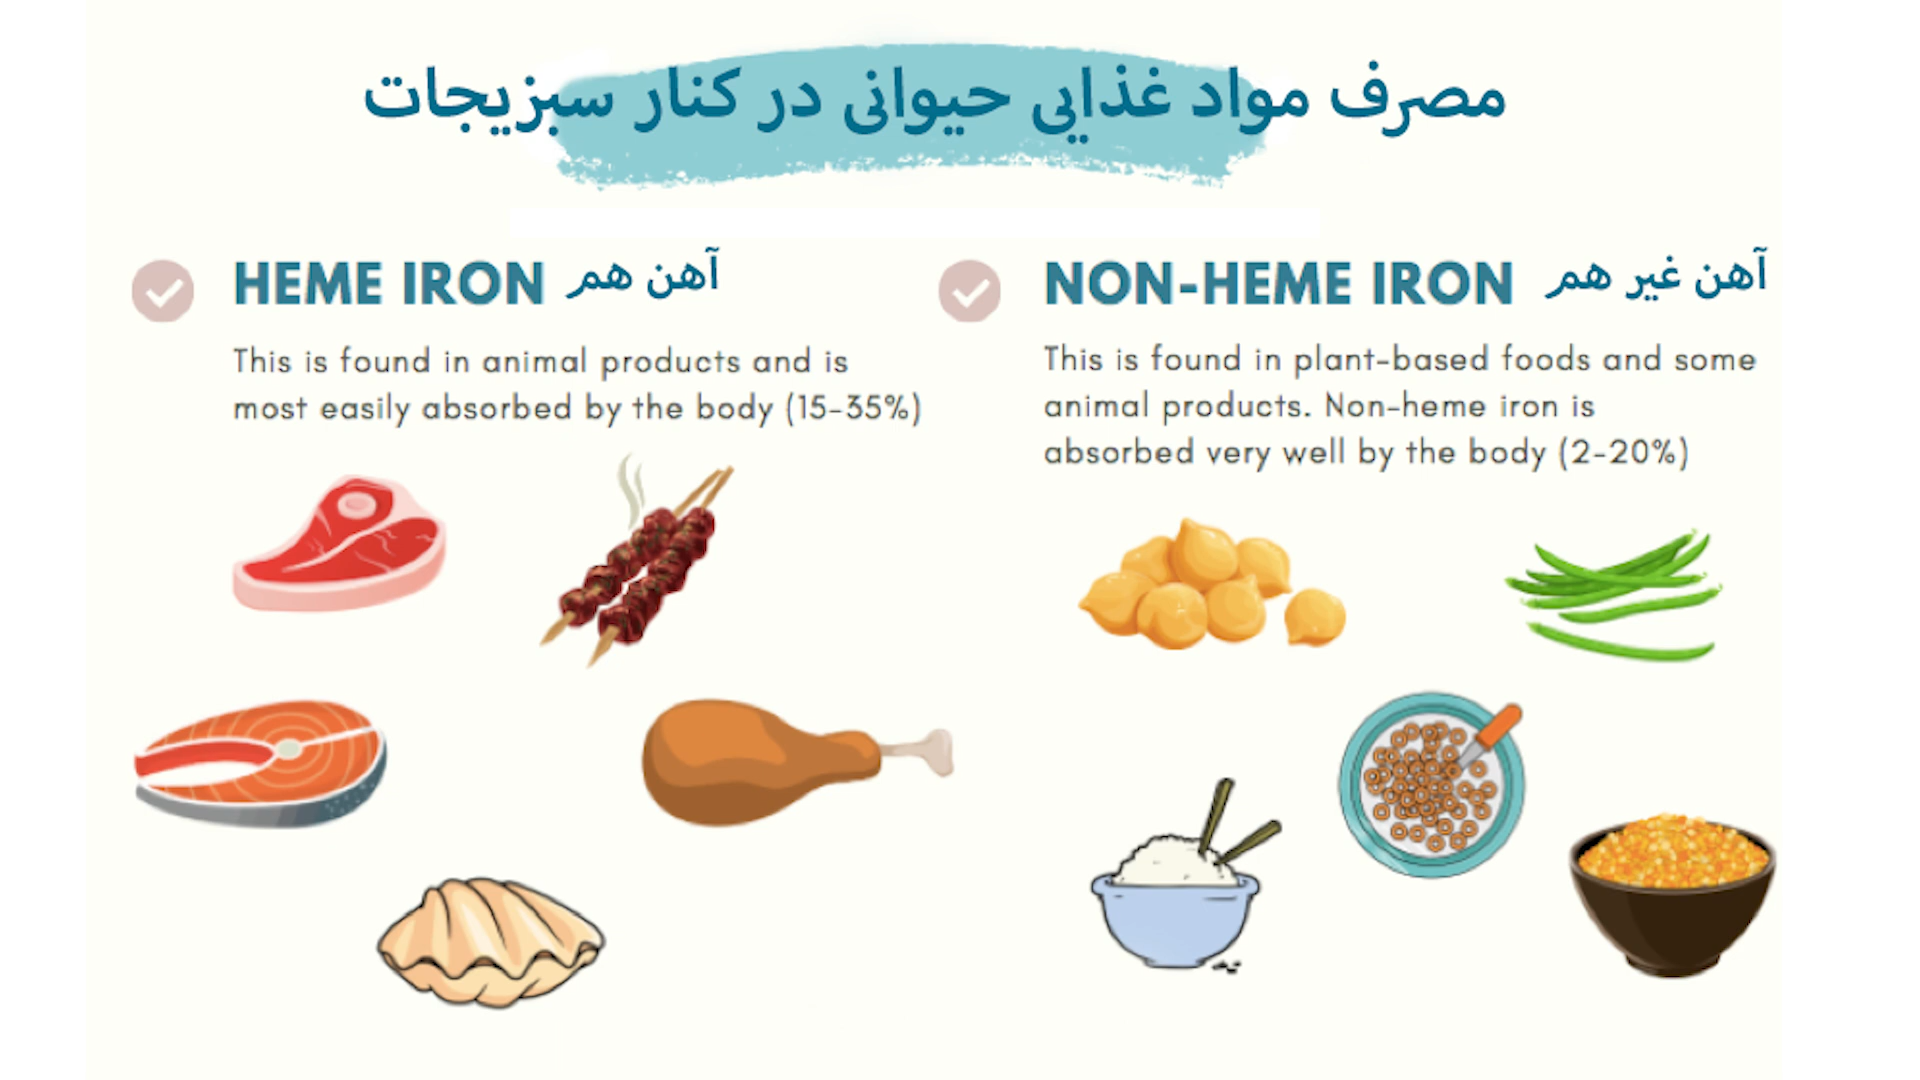 مصرف مواد غذایی حیوانی در کنار سبزیجات
HEME IRON آهن هم
This is found in animal products and is
most easily absorbed by the body (15-35%)
NON-HEME IRON آهن غیر هم
This is found in plant-based foods and some
animal products. Non-heme iron is
absorbed very well by the body (2-20%)